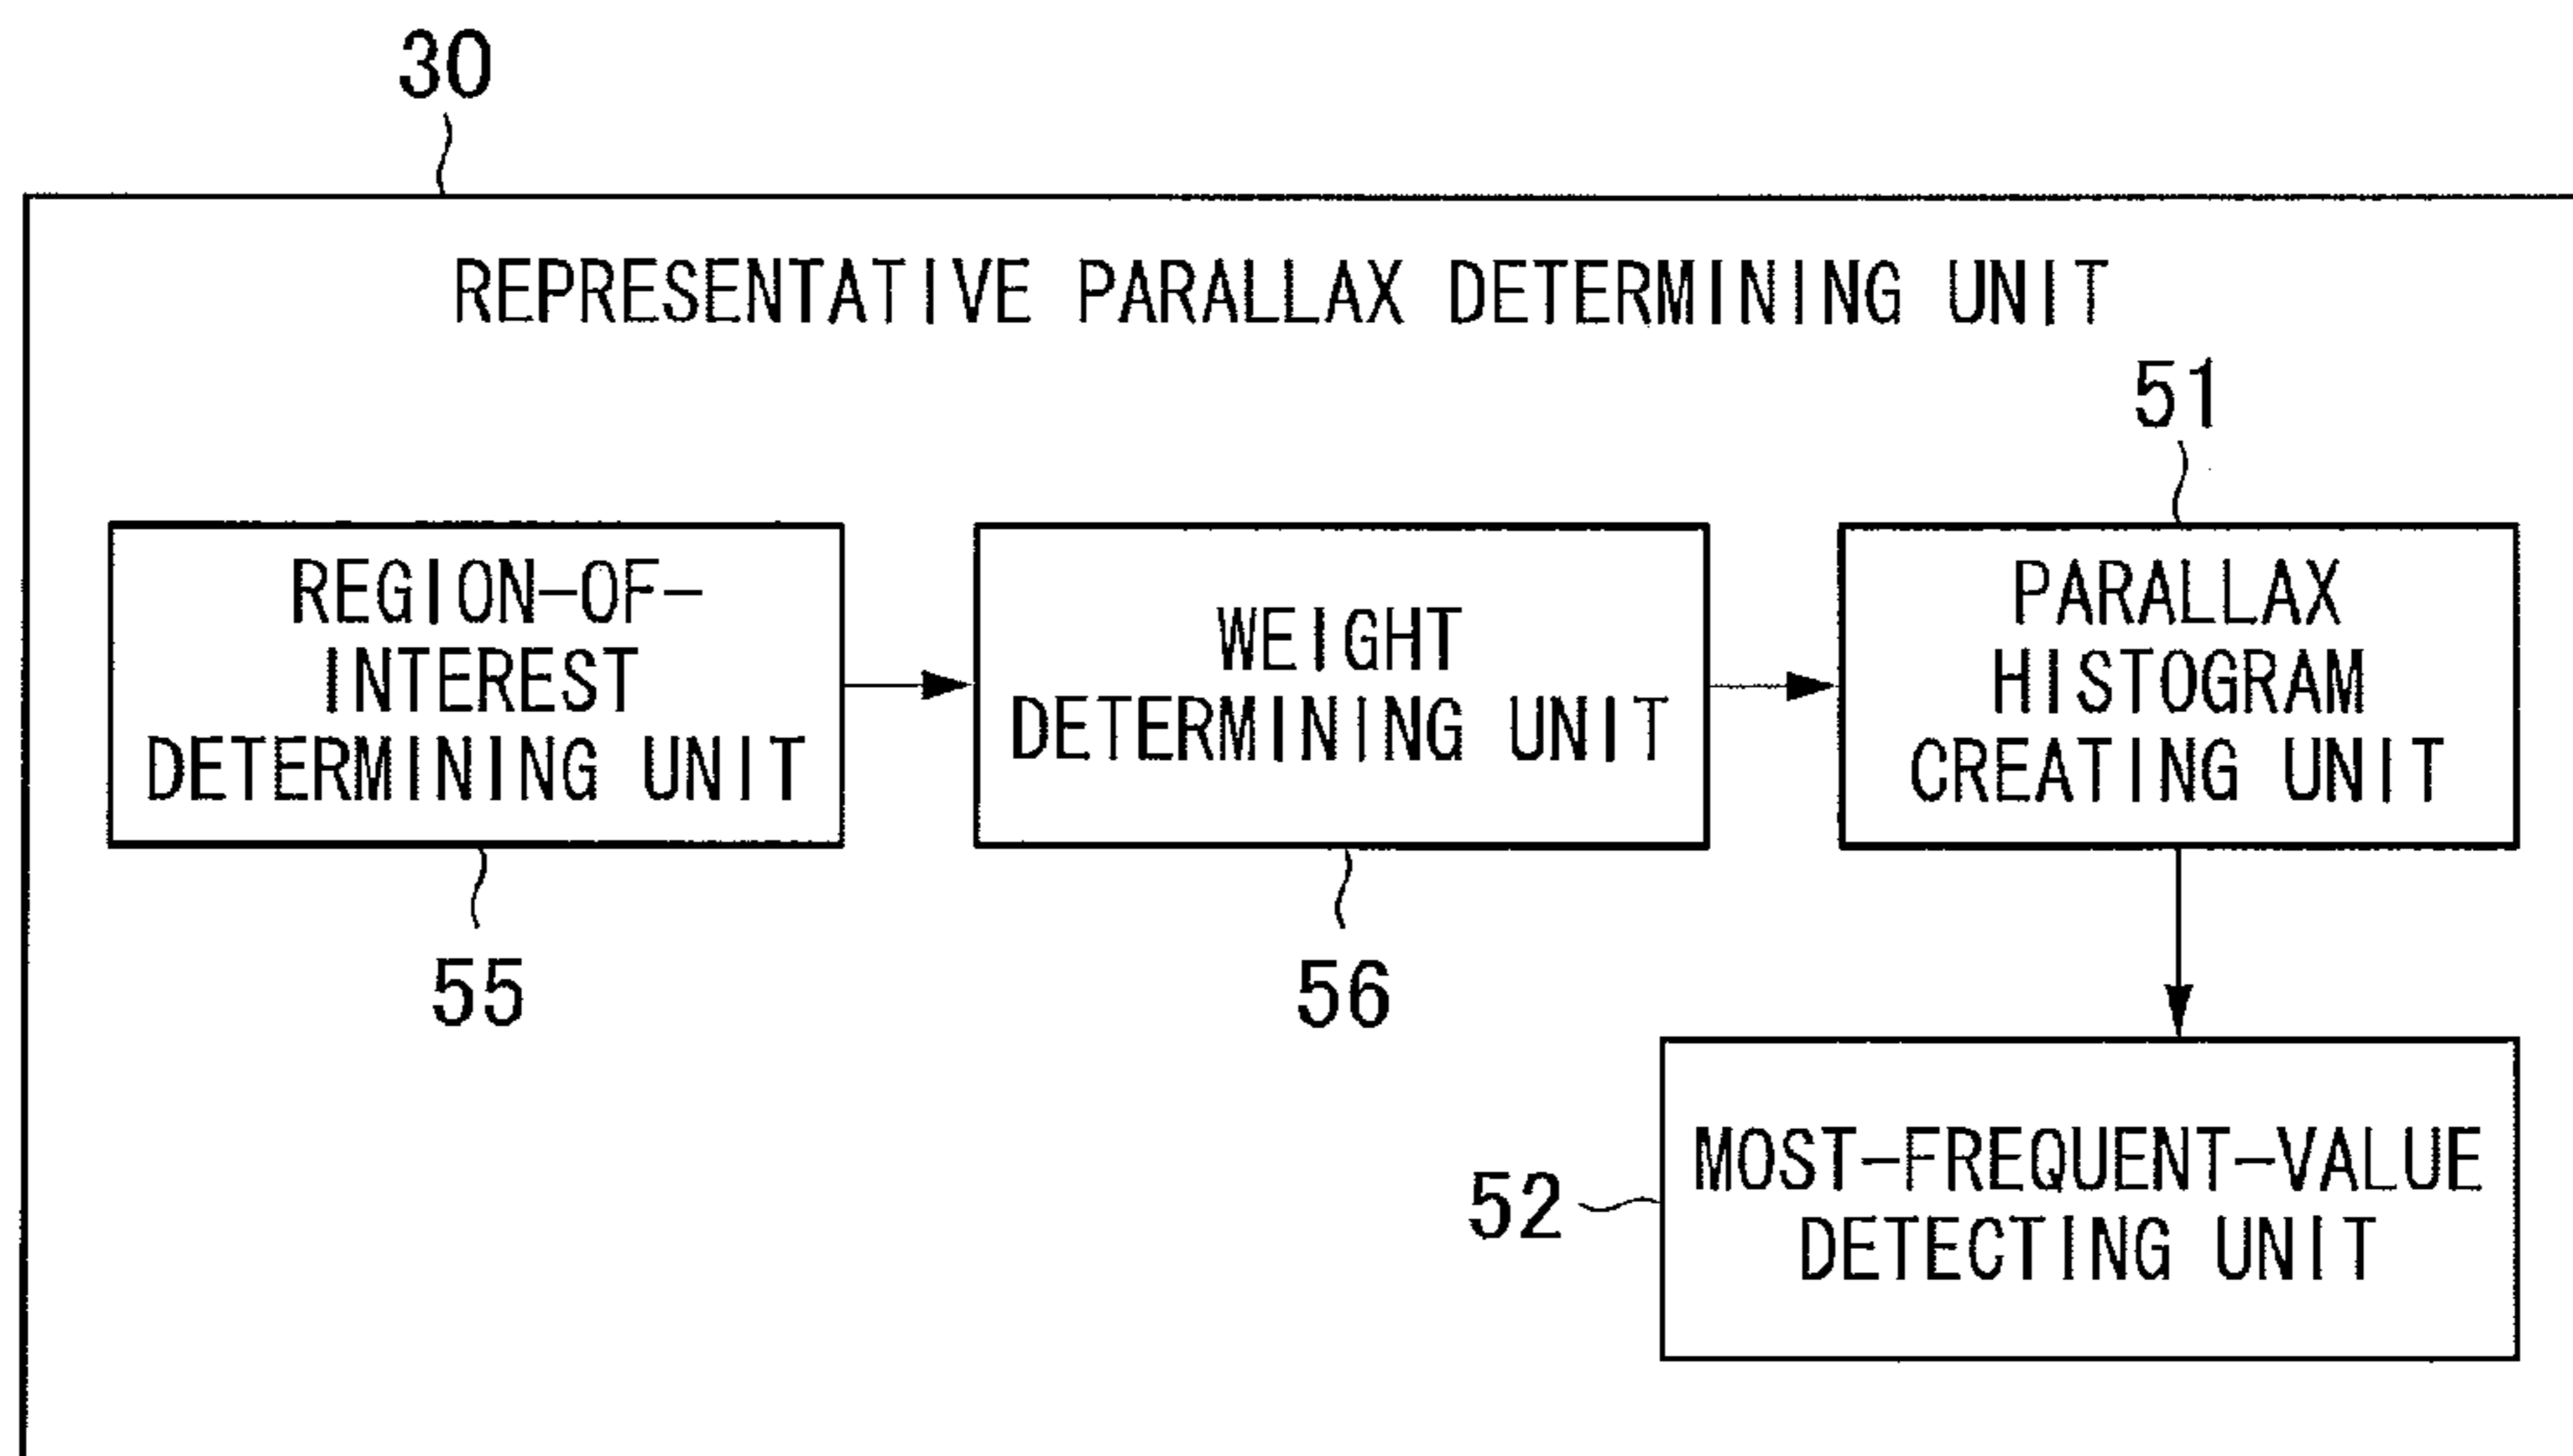 30
REPRESENTATIVE PARALLAX DETERMINING UNIT
51
REGION-OF-
INTEREST
DETERMINING UNIT
WEIGHT
DETERMINING UNIT
PARALLAX
HISTOGRAM
CREATING UNIT
55
56
52
MOST-FREQUENT-VALUE
DETECTING UNIT